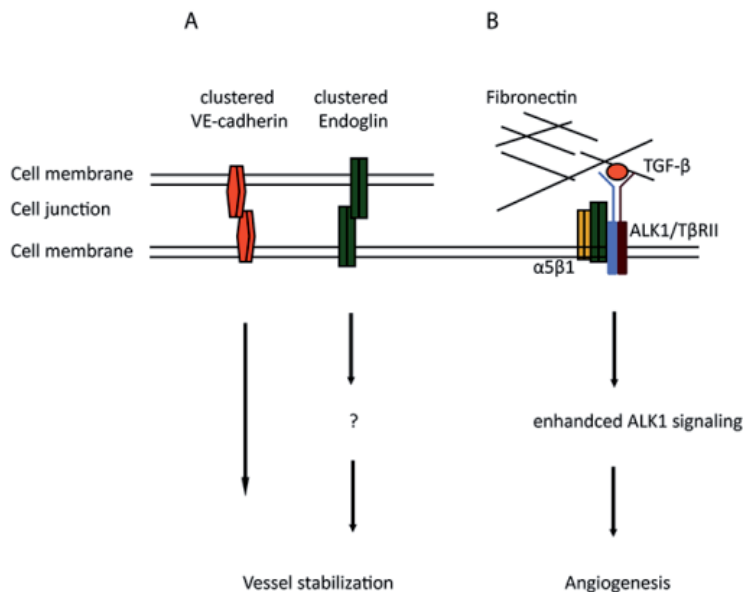 A
B
clustered
VE-cadherin
clustered
Endoglin
Fibronectin
TGF-β
Cell membrane
Cell junction
ALK1/TβRII
Cell membrane
α5β1
?
enhandced ALK1 signaling
Vessel stabilization
Angiogenesis